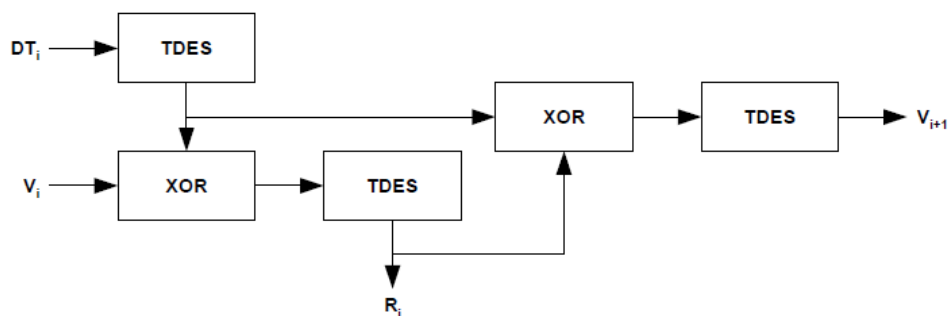 DTᵢ
TDES
XOR
TDES
Vᵢ₊₁
Vᵢ
XOR
TDES
Rᵢ